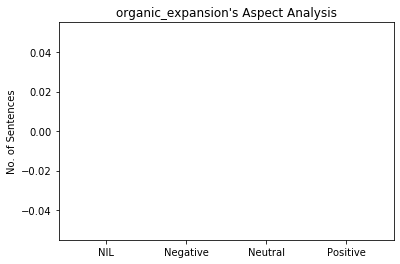 organic_expansion's Aspect Analysis
No. of Sentences
0.04
0.02
0.00
−0.02
−0.04
NIL Negative Neutral Positive